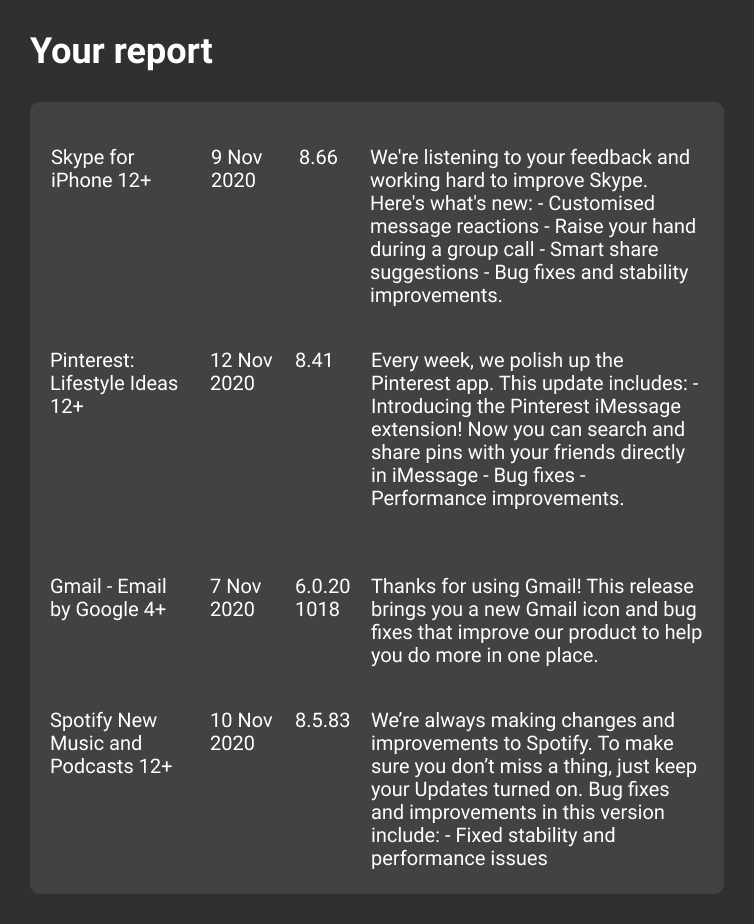 Your report
Skype for
iPhone 12+
9 Nov
2020
8.66
We're listening to your feedback and
working hard to improve Skype.
Here's what's new: - Customised
message reactions - Raise your hand
during a group call - Smart share
suggestions - Bug fixes and stability
improvements.
Pinterest:
Lifestyle Ideas
12+
12 Nov
2020
8.41
Every week, we polish up the
Pinterest app. This update includes: -
Introducing the Pinterest iMessage
extension! Now you can search and
share pins with your friends directly
in iMessage - Bug fixes -
Performance improvements.
Gmail - Email
by Google 4+
7 Nov
2020
6.0.20
1018
Thanks for using Gmail! This release
brings you a new Gmail icon and bug
fixes that improve our product to help
you do more in one place.
Spotify New
Music and
Podcasts 12+
10 Nov
2020
8.5.83
We’re always making changes and
improvements to Spotify. To make
sure you don’t miss a thing, just keep
your Updates turned on. Bug fixes
and improvements in this version
include: - Fixed stability and
performance issues